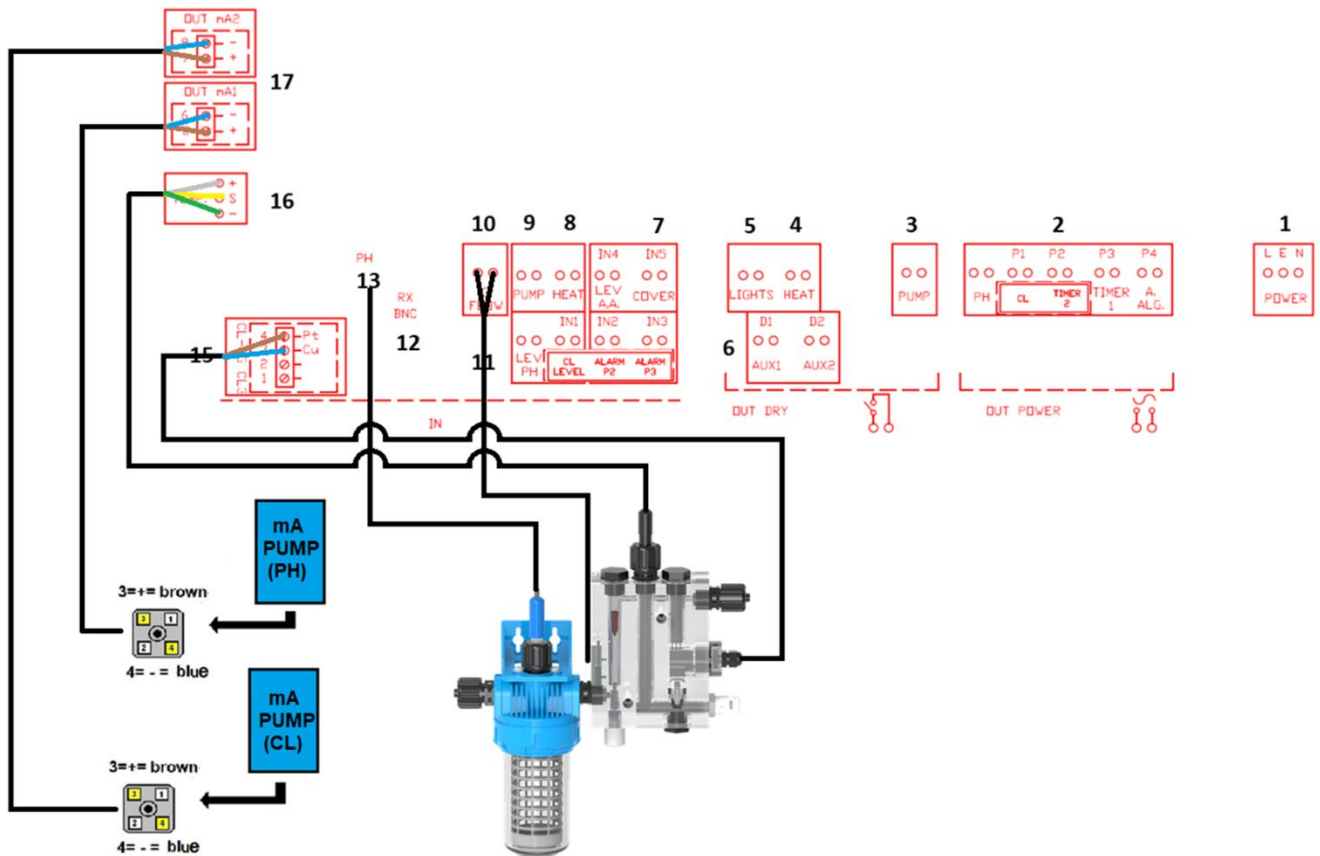 OUT mA2
8 -
7 +
17
OUT mA1
6 -
+
+
S
-
16
10
9
8
7
5
4
3
2
1
PH
13
FLOW
PUMP
HEAT
IN4
LEV
A.A.
IN5
COVER
LIGHTS
HEAT
PUMP
PH
P1
P2
P3
P4
CL
TIMER
2
TIMER
1
A.
ALG.
L E N
POWER
RX
BNC
12
11
LEV
PH
IN1
IN2
IN3
CL
LEVEL
ALARM
P2
ALARM
P3
6
D1
D2
AUX1
AUX2
OUT DRY
OUT POWER
15
4 Pt
Cu
2
1
IN
mA
PUMP
(PH)
3=+= brown
3 1
2 4
4= - = blue
mA
PUMP
(CL)
3=+= brown
3 1
2 4
4= - = blue